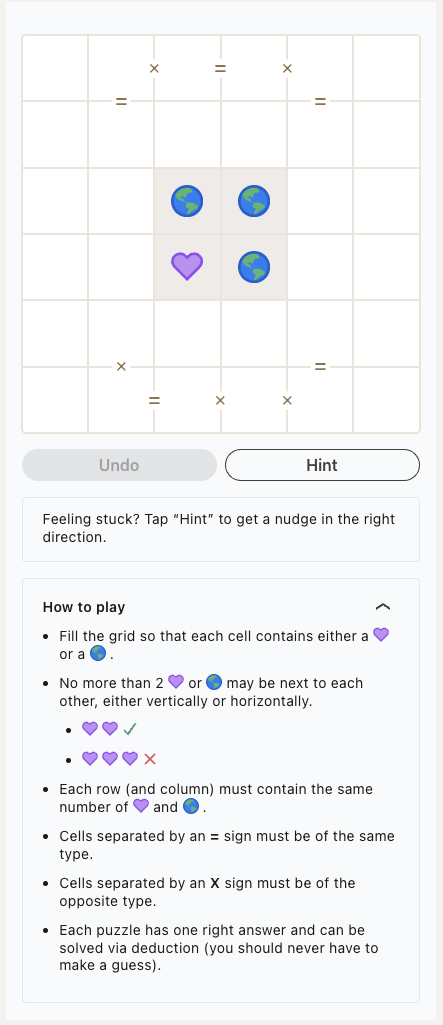 × = ×
= =
× =
= × ×
Undo Hint
Feeling stuck? Tap “Hint” to get a nudge in the right
direction.
How to play
Fill the grid so that each cell contains either a 💜
or a 🌎 .
No more than 2 💜 or 🌎 may be next to each
other, either vertically or horizontally.
💜 💜 ✓
💜 💜 💜 ✕
Each row (and column) must contain the same
number of 💜 and 🌎 .
Cells separated by an = sign must be of the same
type.
Cells separated by an X sign must be of the
opposite type.
Each puzzle has one right answer and can be
solved via deduction (you should never have to
make a guess).